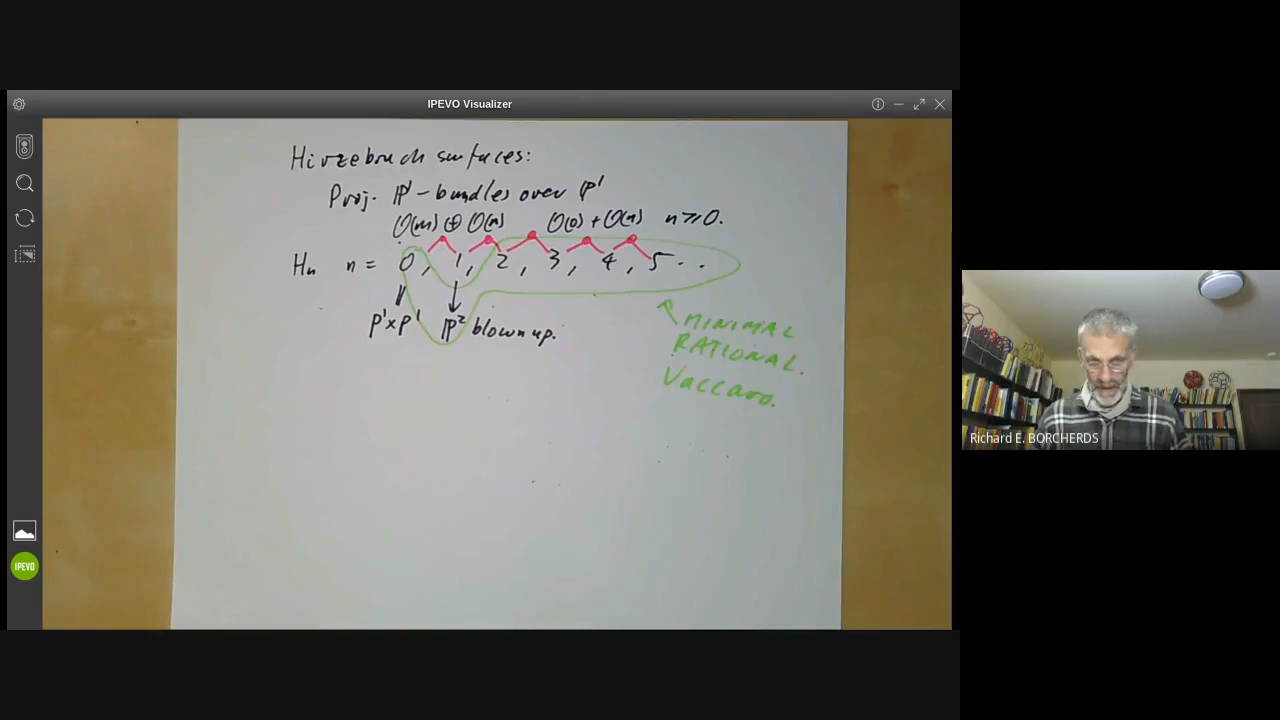 IPEVO Visualizer
Hirzebruch surfaces:
Proj. P¹-bundles over P¹
O(m) ⊕ O(n) O(0) + O(n) n ≥ 0.
Hn n = 0, 1, 2, 3, 4, 5 . . .
P¹×P¹ P² blown up.
MINIMAL
RATIONAL.
Vaccaro.
IPEVO
Richard E. BORCHERDS